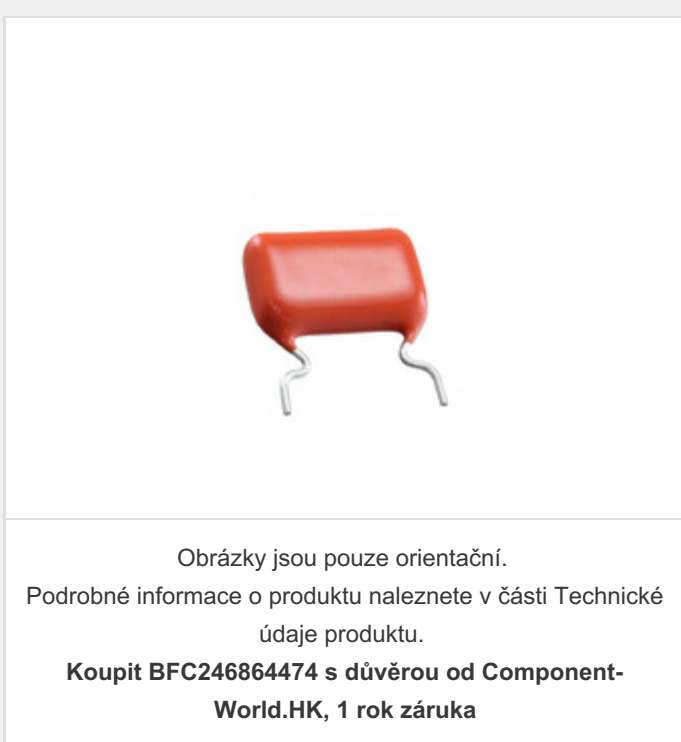 Obrázky jsou pouze orientační.
Podrobné informace o produktu naleznete v části Technické
údaje produktu.
Koupit BFC246864474 s důvěrou od Component-
World.HK, 1 rok záruka